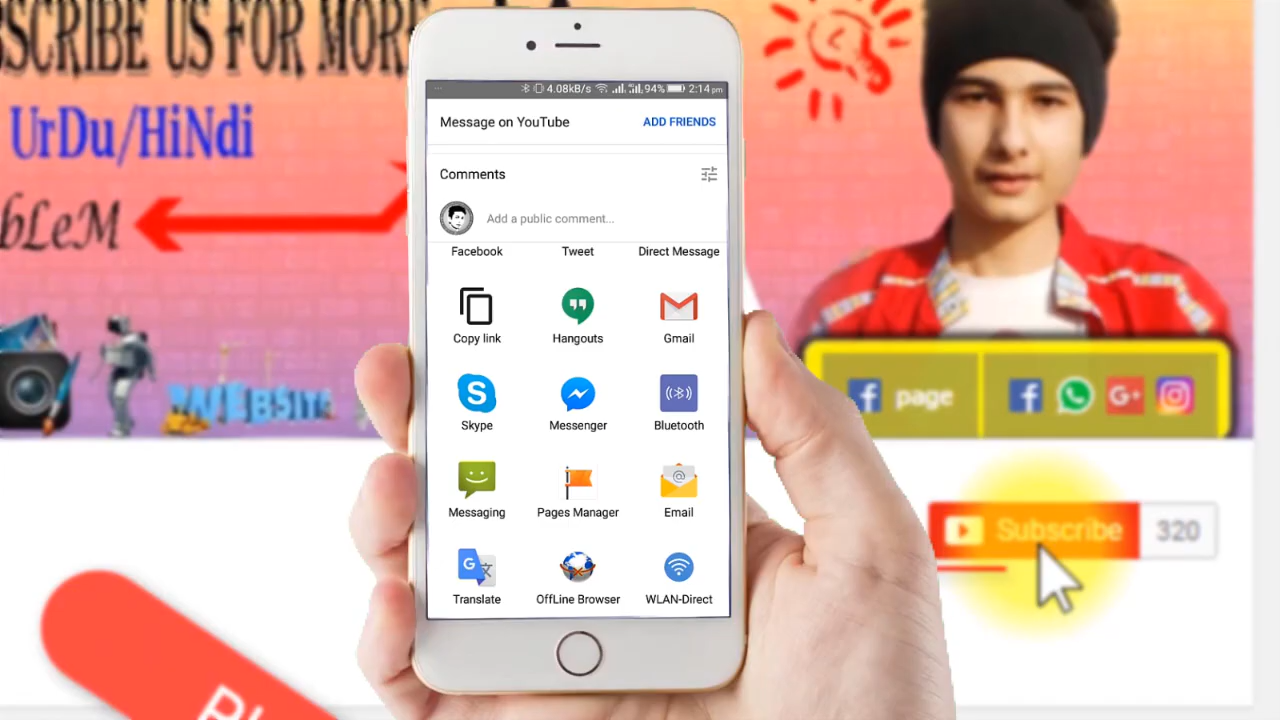 SCRIBE US FOR MORE
UrDu/HiNdi
bLeM
4.08kB/s 94% 2:14 pm
Message on YouTube ADD FRIENDS
Comments
Add a public comment...
Facebook Tweet Direct Message
Copy link Hangouts Gmail
Skype Messenger Bluetooth
Messaging Pages Manager Email
Translate OffLine Browser WLAN-Direct
WEBSITE
page
Subscribe 320